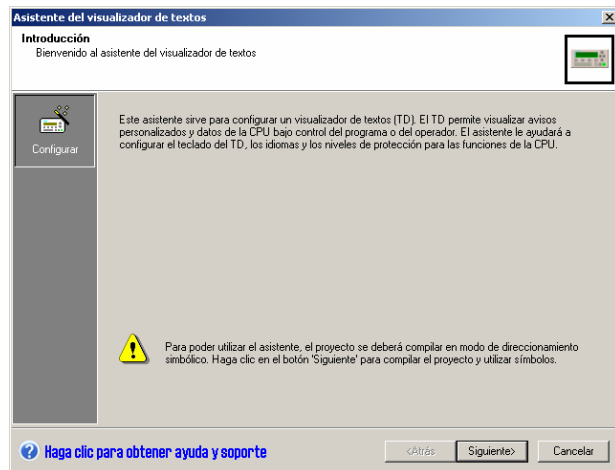 Asistente del visualizador de textos
Introducción
Bienvenido al asistente del visualizador de textos
Configurar
Este asistente sirve para configurar un visualizador de textos (TD). El TD permite visualizar avisos
personalizados y datos de la CPU bajo control del programa o del operador. El asistente le ayudará a
configurar el teclado del TD, los idiomas y los niveles de protección para las funciones de la CPU.
Para poder utilizar el asistente, el proyecto se deberá compilar en modo de direccionamiento
simbólico. Haga clic en el botón 'Siguiente' para compilar el proyecto y utilizar símbolos.
Haga clic para obtener ayuda y soporte
<Atrás
Siguiente>
Cancelar